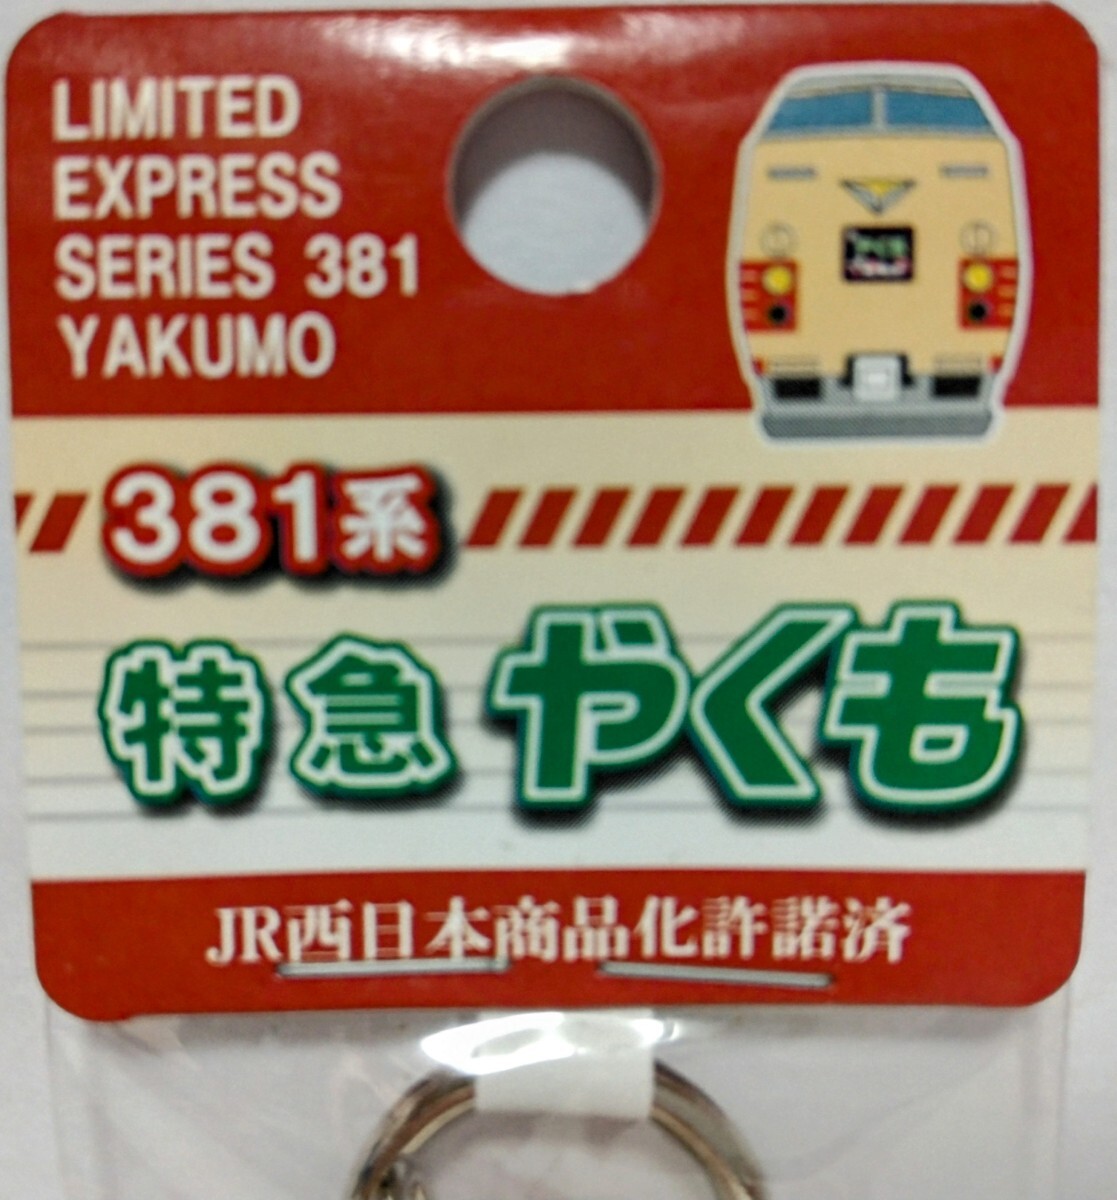 LIMITED
EXPRESS
SERIES 381
YAKUMO
381系
特急 やくも
JR西日本商品化許諾済